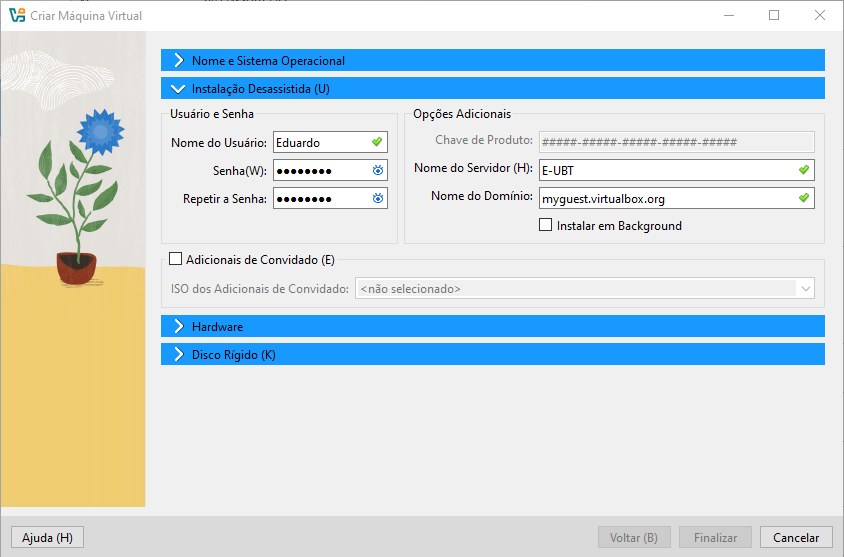 Criar Máquina Virtual
Nome e Sistema Operacional
Instalação Desassistida (U)
Usuário e Senha
Nome do Usuário: Eduardo
Senha(W): ●●●●●●●●
Repetir a Senha: ●●●●●●●●
Opções Adicionais
Chave de Produto: #####-#####-#####-#####-#####
Nome do Servidor (H): E-UBT
Nome do Domínio: myguest.virtualbox.org
Instalar em Background
Adicionais de Convidado (E)
ISO dos Adicionais de Convidado: <não selecionado>
Hardware
Disco Rígido (K)
Ajuda (H) Voltar (B) Finalizar Cancelar